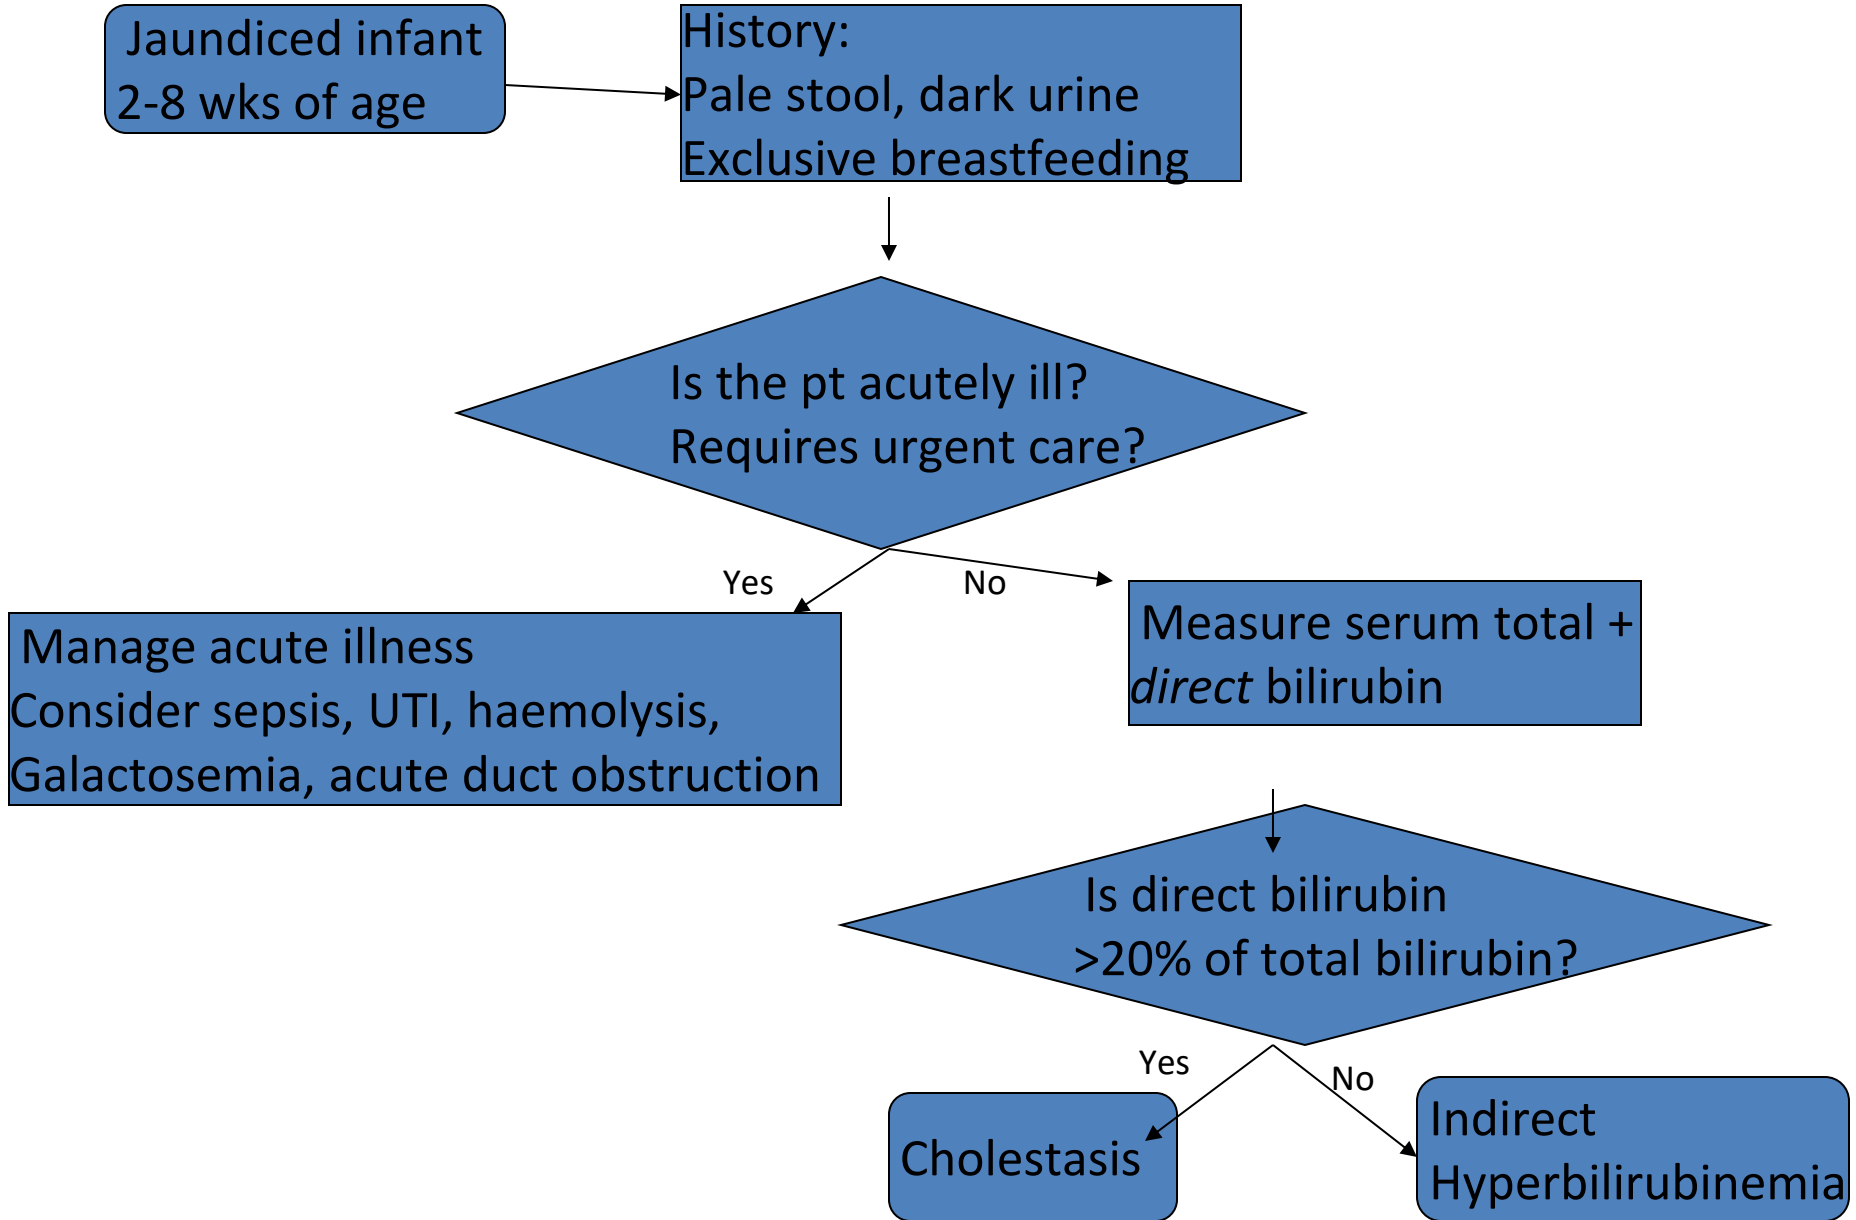 Jaundiced infant
2-8 wks of age
History:
Pale stool, dark urine
Exclusive breastfeeding
Is the pt acutely ill?
Requires urgent care?
Yes
No
Manage acute illness
Consider sepsis, UTI, haemolysis,
Galactosemia, acute duct obstruction
Measure serum total +
direct bilirubin
Is direct bilirubin
>20% of total bilirubin?
Yes
No
Cholestasis
Indirect
Hyperbilirubinemia